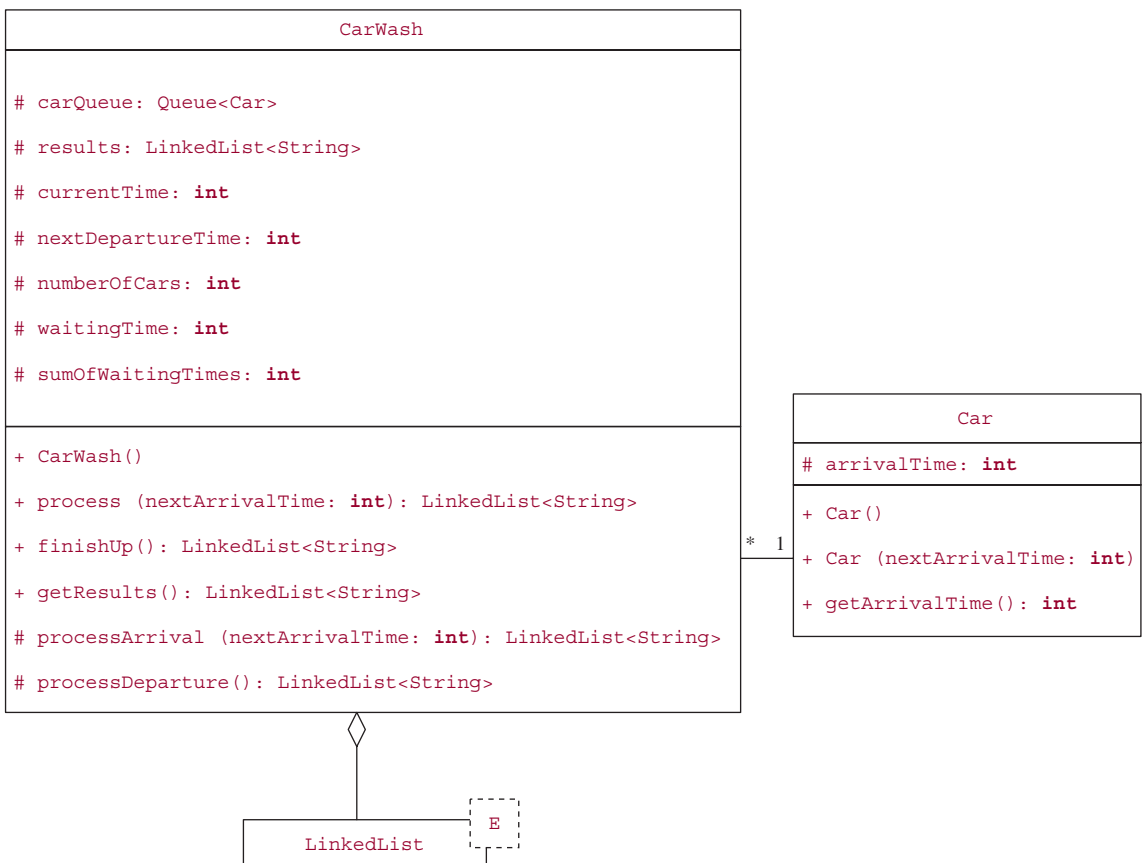 CarWash
# carQueue: Queue<Car>
# results: LinkedList<String>
# currentTime: int
# nextDepartureTime: int
# numberOfCars: int
# waitingTime: int
# sumOfWaitingTimes: int
+ CarWash()
+ process (nextArrivalTime: int): LinkedList<String>
+ finishUp(): LinkedList<String>
+ getResults(): LinkedList<String>
# processArrival (nextArrivalTime: int): LinkedList<String>
# processDeparture(): LinkedList<String>
* 1
Car
# arrivalTime: int
+ Car()
+ Car (nextArrivalTime: int)
+ getArrivalTime(): int
E
LinkedList